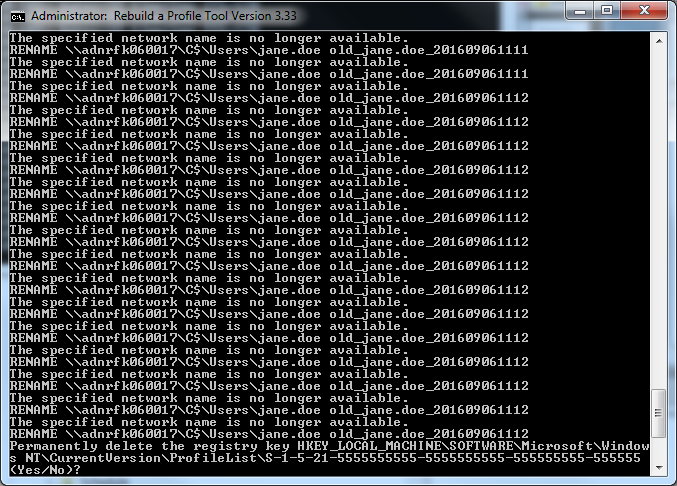 Administrator: Rebuild a Profile Tool Version 3.33
The specified network name is no longer available.
RENAME \\adnrfk060017\C$\Users\jane.doe old_jane.doe_201609061111
The specified network name is no longer available.
RENAME \\adnrfk060017\C$\Users\jane.doe old_jane.doe_201609061111
The specified network name is no longer available.
RENAME \\adnrfk060017\C$\Users\jane.doe old_jane.doe_201609061112
The specified network name is no longer available.
RENAME \\adnrfk060017\C$\Users\jane.doe old_jane.doe_201609061112
The specified network name is no longer available.
RENAME \\adnrfk060017\C$\Users\jane.doe old_jane.doe_201609061112
The specified network name is no longer available.
RENAME \\adnrfk060017\C$\Users\jane.doe old_jane.doe_201609061112
The specified network name is no longer available.
RENAME \\adnrfk060017\C$\Users\jane.doe old_jane.doe_201609061112
The specified network name is no longer available.
RENAME \\adnrfk060017\C$\Users\jane.doe old_jane.doe_201609061112
The specified network name is no longer available.
RENAME \\adnrfk060017\C$\Users\jane.doe old_jane.doe_201609061112
The specified network name is no longer available.
RENAME \\adnrfk060017\C$\Users\jane.doe old_jane.doe_201609061112
The specified network name is no longer available.
RENAME \\adnrfk060017\C$\Users\jane.doe old_jane.doe_201609061112
The specified network name is no longer available.
RENAME \\adnrfk060017\C$\Users\jane.doe old_jane.doe_201609061112
The specified network name is no longer available.
RENAME \\adnrfk060017\C$\Users\jane.doe old_jane.doe_201609061112
The specified network name is no longer available.
RENAME \\adnrfk060017\C$\Users\jane.doe old_jane.doe_201609061112
The specified network name is no longer available.
RENAME \\adnrfk060017\C$\Users\jane.doe old_jane.doe_201609061112
The specified network name is no longer available.
RENAME \\adnrfk060017\C$\Users\jane.doe old_jane.doe_201609061112
The specified network name is no longer available.
RENAME \\adnrfk060017\C$\Users\jane.doe old_jane.doe_201609061112
Permanently delete the registry key HKEY_LOCAL_MACHINE\SOFTWARE\Microsoft\Window
s NT\CurrentVersion\ProfileList\S-1-5-21-5555555555-5555555555-555555555-555555
(Yes/No)?